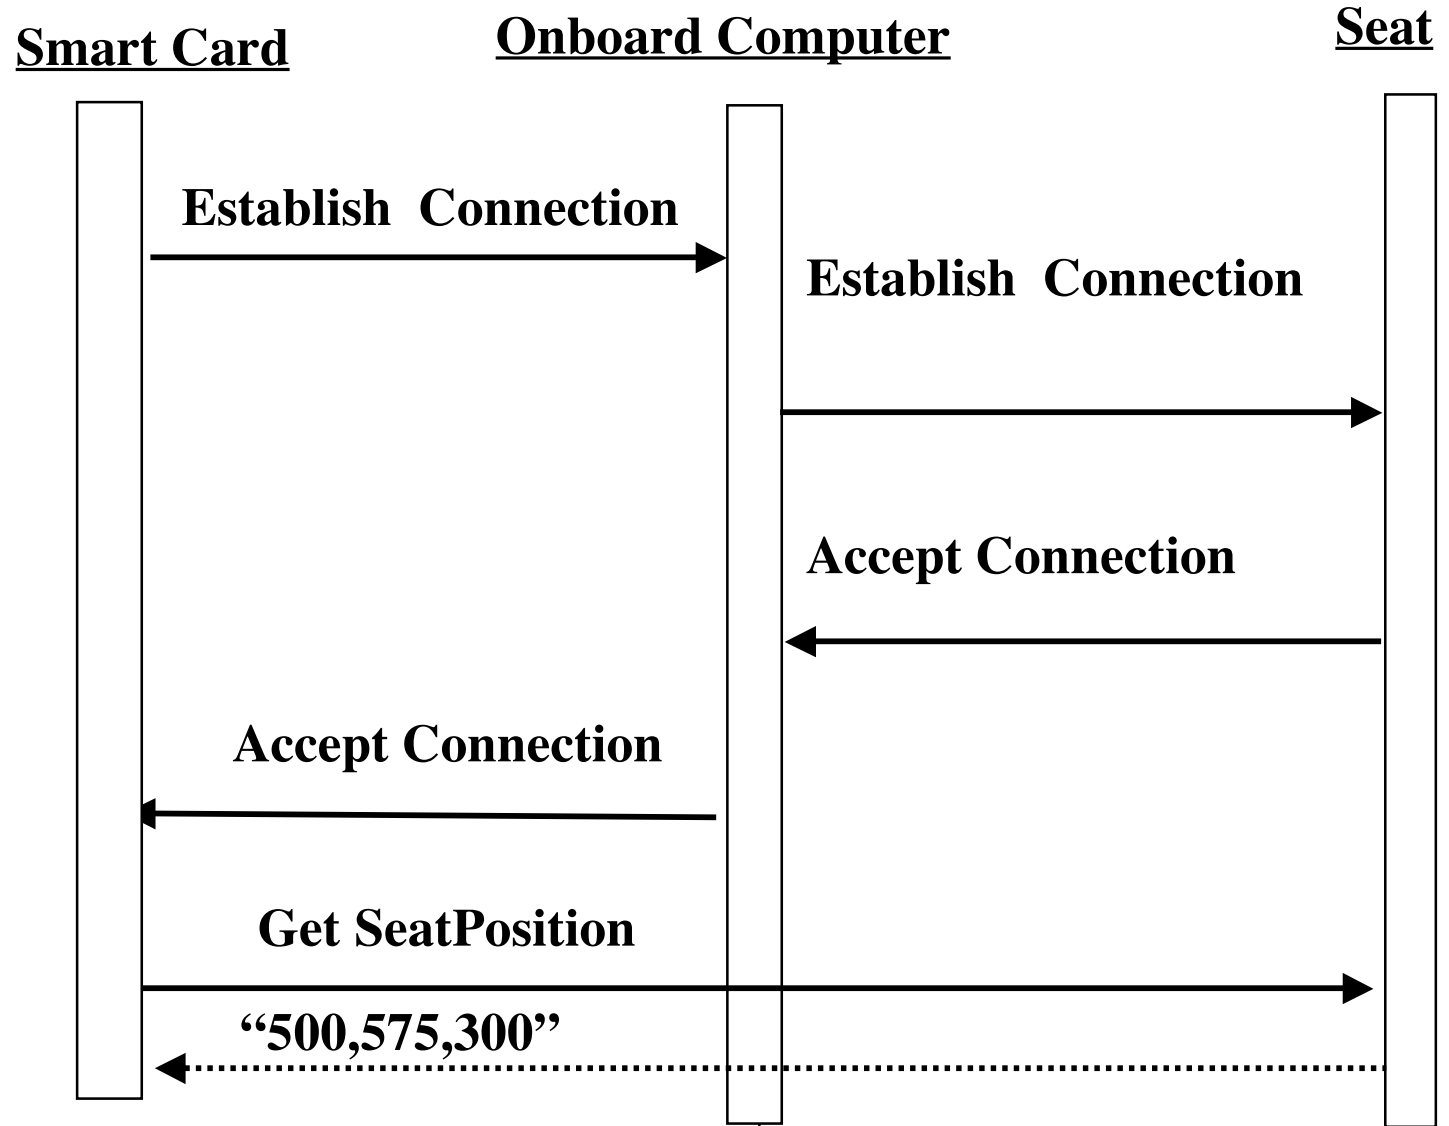 Smart Card
Onboard Computer
Seat
Establish Connection
Establish Connection
Accept Connection
Accept Connection
Get SeatPosition
“500,575,300”